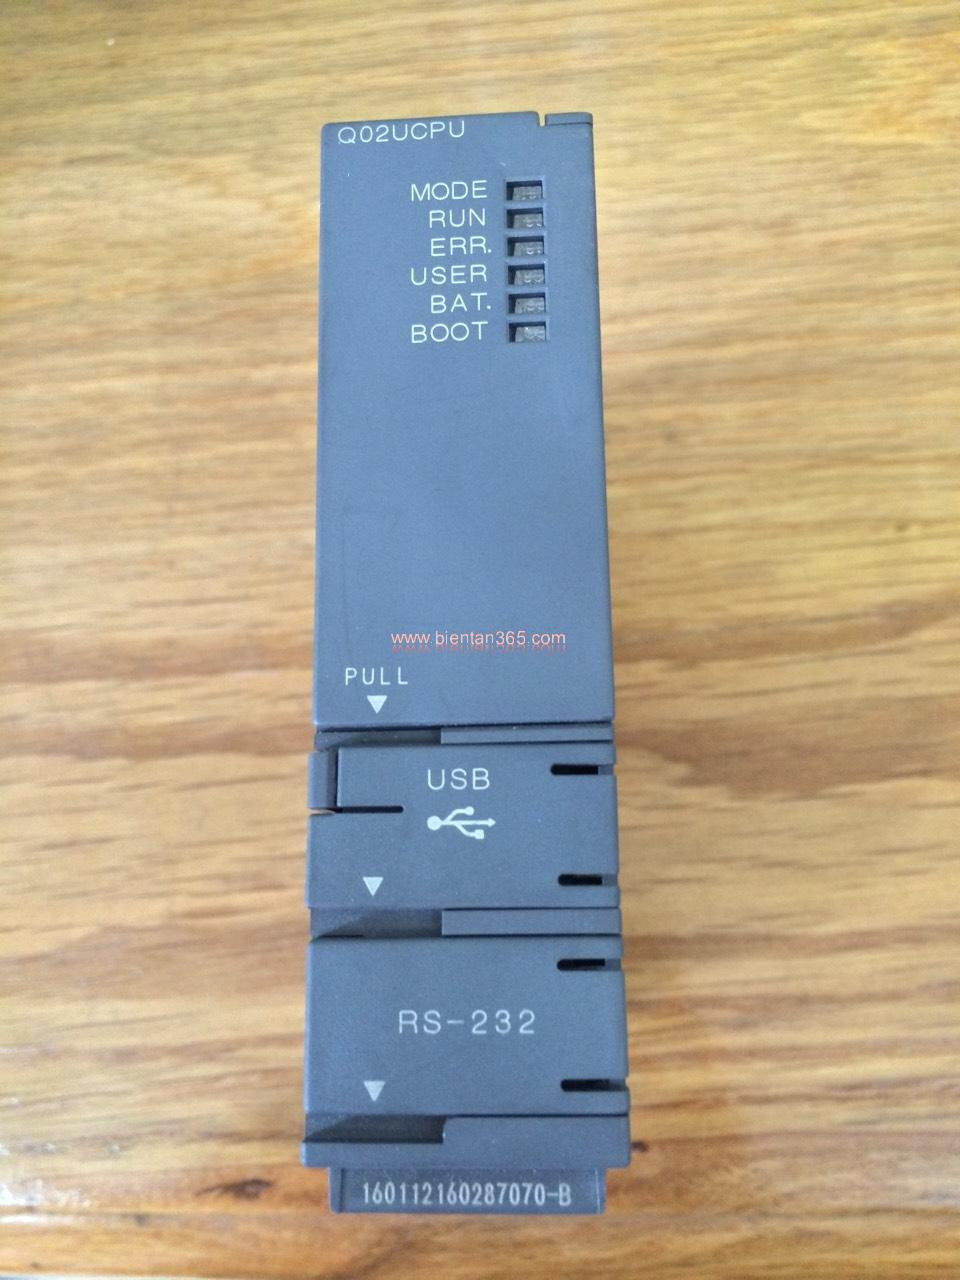 Q02UCPU
MODE
RUN
ERR.
USER
BAT.
BOOT
www.bientan365.com
PULL
USB
RS-232
160112160287070-B